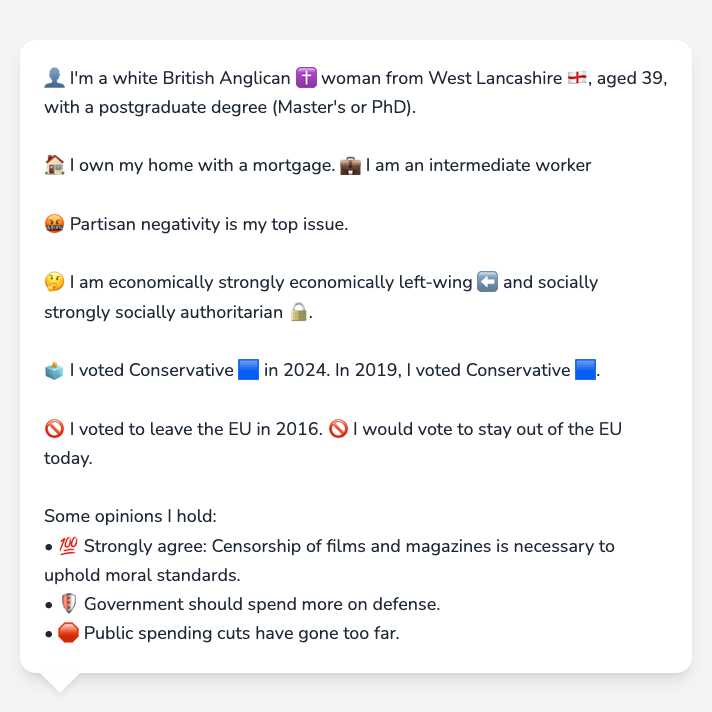 👤 I'm a white British Anglican ✝️ woman from West Lancashire 🏴󠁧󠁢󠁥󠁮󠁧󠁿, aged 39,
with a postgraduate degree (Master's or PhD).
🏠 I own my home with a mortgage. 💼 I am an intermediate worker
🤬 Partisan negativity is my top issue.
🤔 I am economically strongly economically left-wing ⬅️ and socially
strongly socially authoritarian 🔒.
🗳️ I voted Conservative 🟦 in 2024. In 2019, I voted Conservative 🟦.
🚫 I voted to leave the EU in 2016. 🚫 I would vote to stay out of the EU
today.
Some opinions I hold:
• 💯 Strongly agree: Censorship of films and magazines is necessary to
uphold moral standards.
• 🛡️ Government should spend more on defense.
• 🛑 Public spending cuts have gone too far.